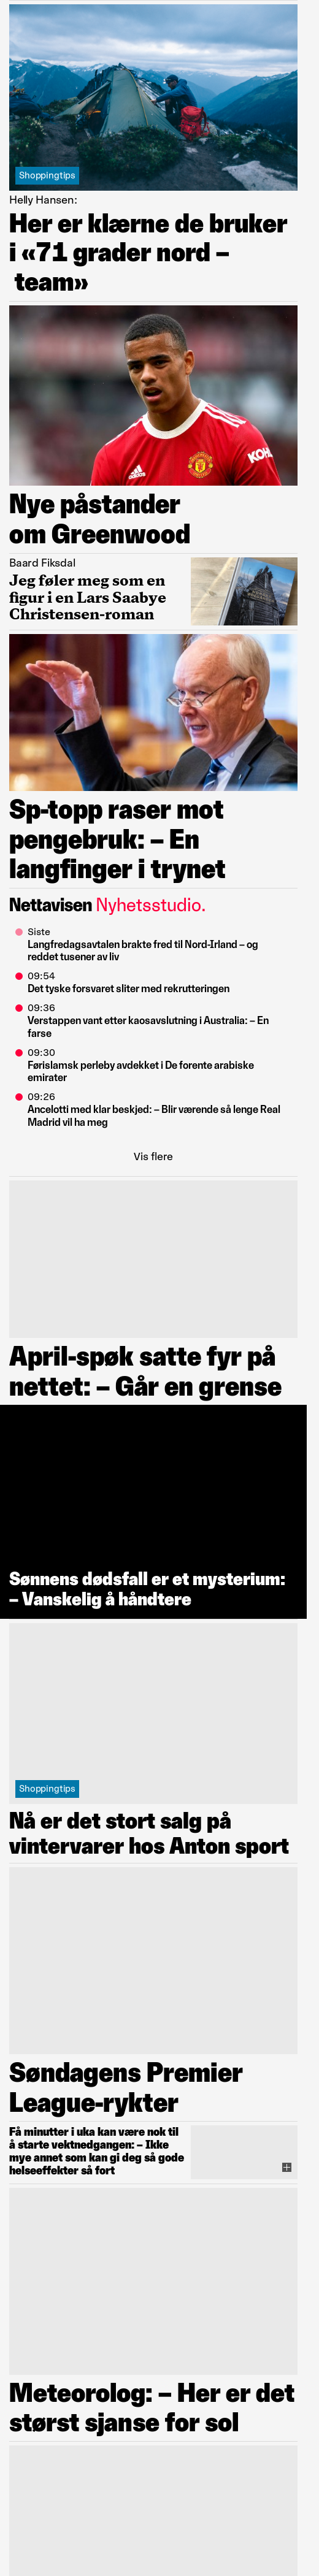 Shoppingtips
Helly Hansen:
Her er klærne de bruker
i «71 grader nord –
team»
KOHL
Nye påstander
om Greenwood
Baard Fiksdal
Jeg føler meg som en
figur i en Lars Saabye
Christensen-roman
Sp-topp raser mot
pengebruk: – En
langfinger i trynet
Nettavisen Nyhetsstudio.
Siste
Langfredagsavtalen brakte fred til Nord-Irland – og
reddet tusener av liv
09:54
Det tyske forsvaret sliter med rekrutteringen
09:36
Verstappen vant etter kaosavslutning i Australia: – En
farse
09:30
Førislamsk perleby avdekket i De forente arabiske
emirater
09:26
Ancelotti med klar beskjed: – Blir værende så lenge Real
Madrid vil ha meg
Vis flere
April-spøk satte fyr på
nettet: – Går en grense
Sønnens dødsfall er et mysterium:
– Vanskelig å håndtere
Shoppingtips
Nå er det stort salg på
vintervarer hos Anton sport
Søndagens Premier
League-rykter
Få minutter i uka kan være nok til
å starte vektnedgangen: – Ikke
mye annet som kan gi deg så gode
helseeffekter så fort
Meteorolog: – Her er det
størst sjanse for sol